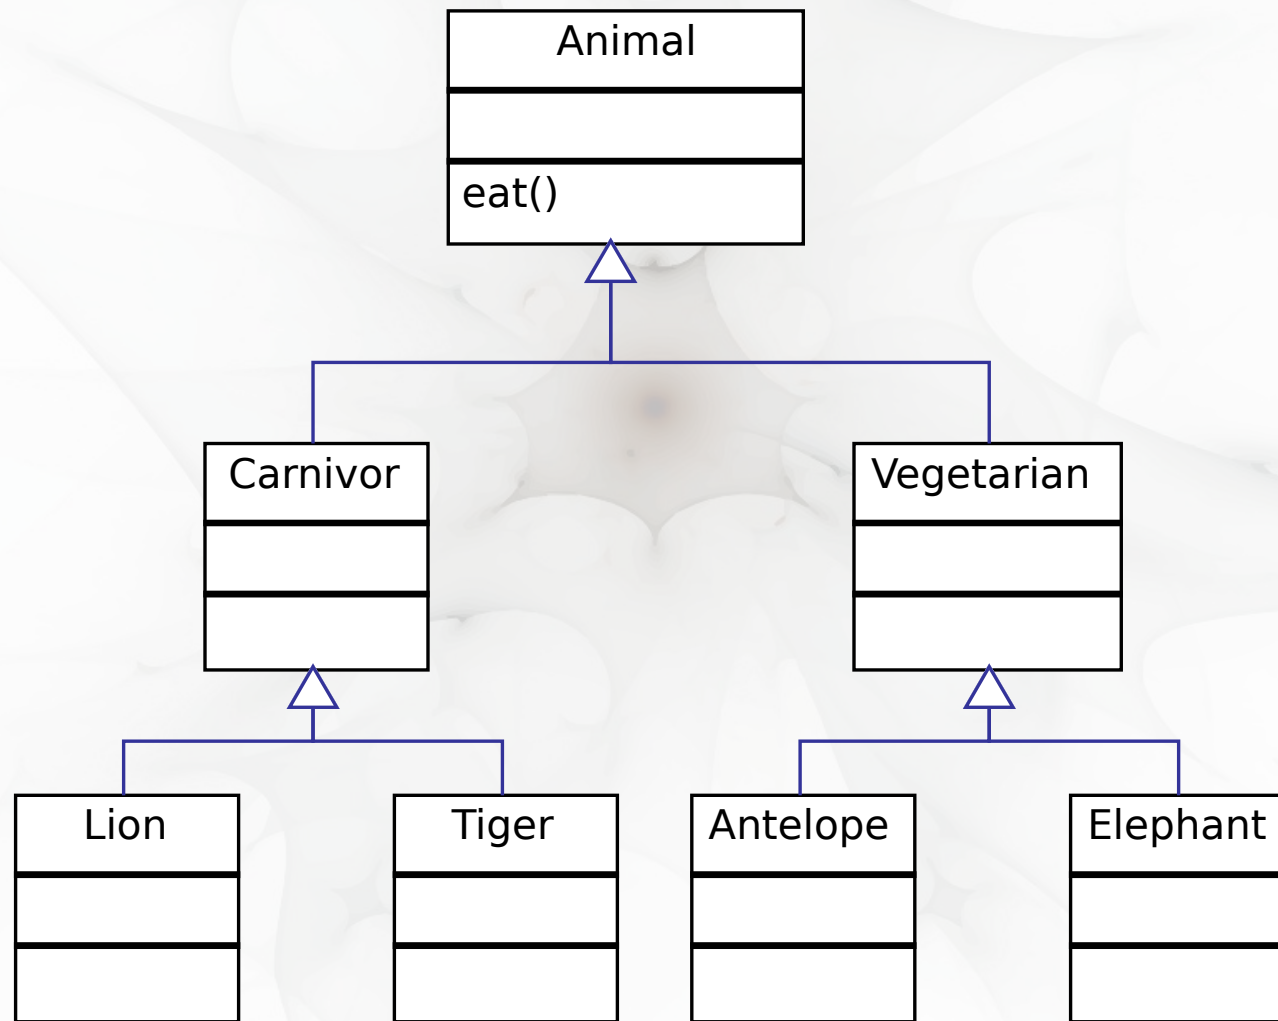 Animal
eat()
Carnivor
Vegetarian
Lion
Tiger
Antelope
Elephant